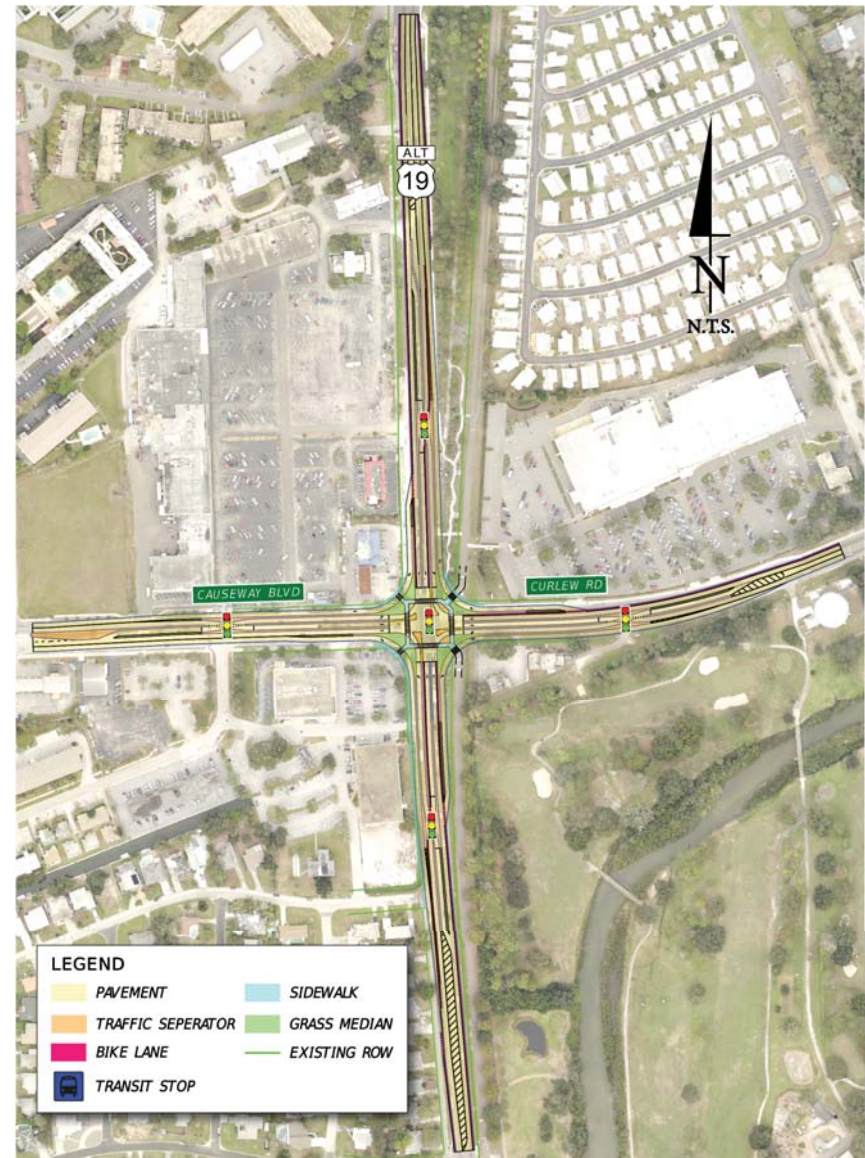 ALT
19
N
N.T.S.
CAUSEWAY BLVD
CURLEW RD
LEGEND
PAVEMENT
TRAFFIC SEPERATOR
BIKE LANE
TRANSIT STOP
SIDEWALK
GRASS MEDIAN
EXISTING ROW